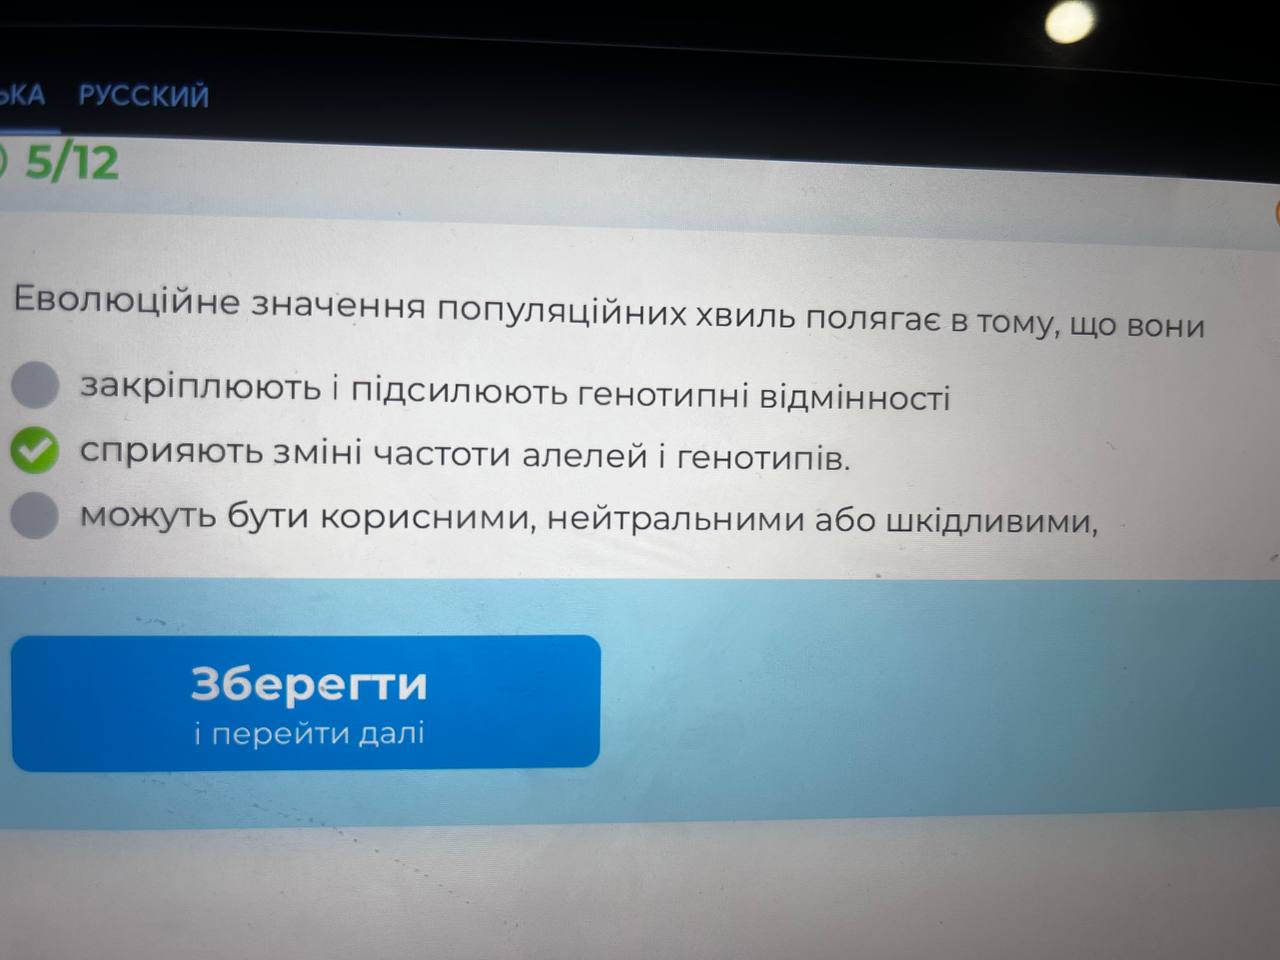 РУССКИЙ
5/12
Еволюційне значення популяційних хвиль полягає в тому, що вони
закріплюють і підсилюють генотипні відмінності
сприяють зміні частоти алелей і генотипів.
можуть бути корисними, нейтральними або шкідливими,
Зберегти
і перейти далі